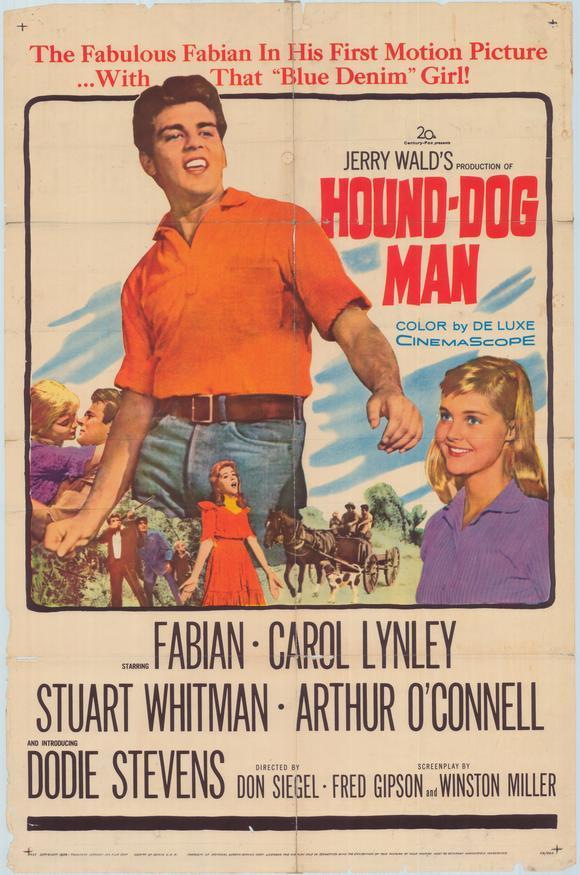 The Fabulous Fabian In His First Motion Picture
...With That "Blue Denim" Girl!
20th
Century-Fox presents
JERRY WALD'S PRODUCTION OF
HOUND-DOG
MAN
COLOR by DE LUXE
CINEMASCOPE
STARRING FABIAN · CAROL LYNLEY
STUART WHITMAN · ARTHUR O'CONNELL
AND INTRODUCING
DODIE STEVENS
DIRECTED BY
DON SIEGEL ·
SCREENPLAY BY
FRED GIPSON and WINSTON MILLER